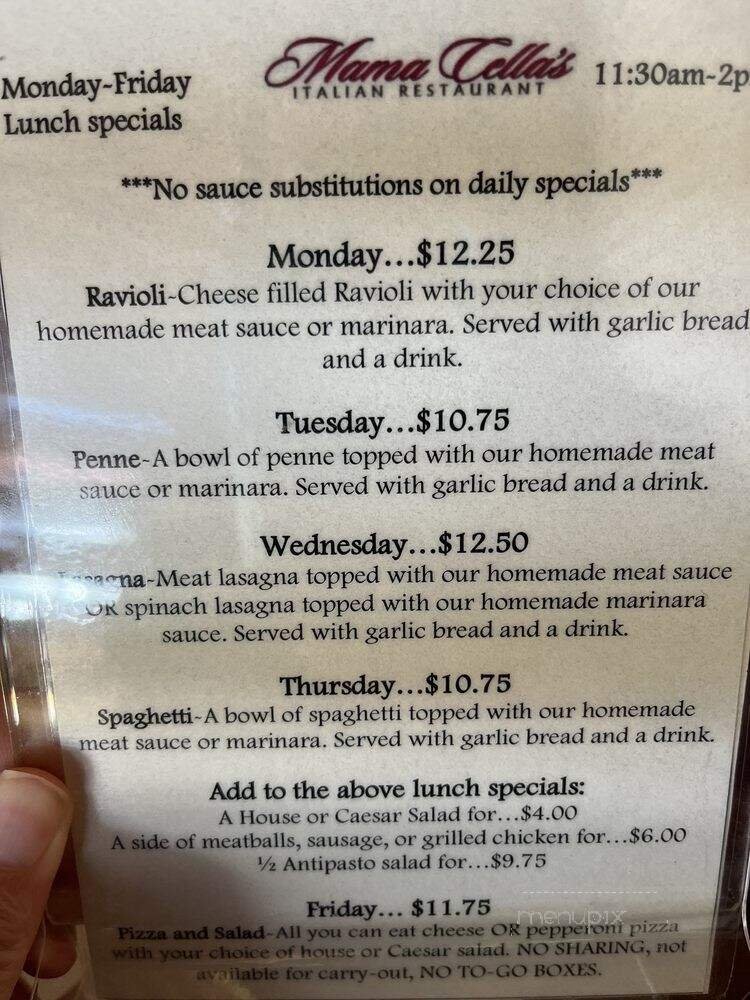 Monday-Friday
Lunch specials
Mama Cella's
ITALIAN RESTAURANT
11:30am-2p
***No sauce substitutions on daily specials***
Monday...$12.25
Ravioli-Cheese filled Ravioli with your choice of our
homemade meat sauce or marinara. Served with garlic bread
and a drink.
Tuesday...$10.75
Penne-A bowl of penne topped with our homemade meat
sauce or marinara. Served with garlic bread and a drink.
Wednesday...$12.50
Lasagna-Meat lasagna topped with our homemade meat sauce
OR spinach lasagna topped with our homemade marinara
sauce. Served with garlic bread and a drink.
Thursday...$10.75
Spaghetti-A bowl of spaghetti topped with our homemade
meat sauce or marinara. Served with garlic bread and a drink.
Add to the above lunch specials:
A House or Caesar Salad for...$4.00
A side of meatballs, sausage, or grilled chicken for...$6.00
½ Antipasto salad for...$9.75
Friday... $11.75
Pizza and Salad-All you can eat cheese OR pepperoni pizza
with your choice of house or Caesar salad. NO SHARING, not
available for carry-out, NO TO-GO BOXES.
menupix